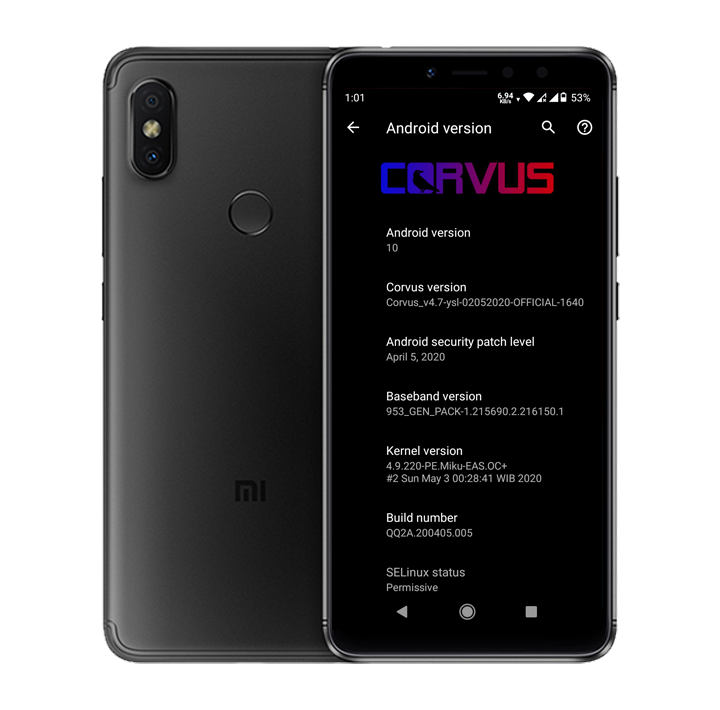 1:01
6.94
KB/s
53%
Android version
CORVUS
Android version
10
Corvus version
Corvus_v4.7-ysl-02052020-OFFICIAL-1640
Android security patch level
April 5, 2020
Baseband version
953_GEN_PACK-1.215690.2.216150.1
Kernel version
4.9.220-PE.Miku-EAS.OC+
#2 Sun May 3 00:28:41 WIB 2020
Build number
QQ2A.200405.005
SELinux status
Permissive
MI